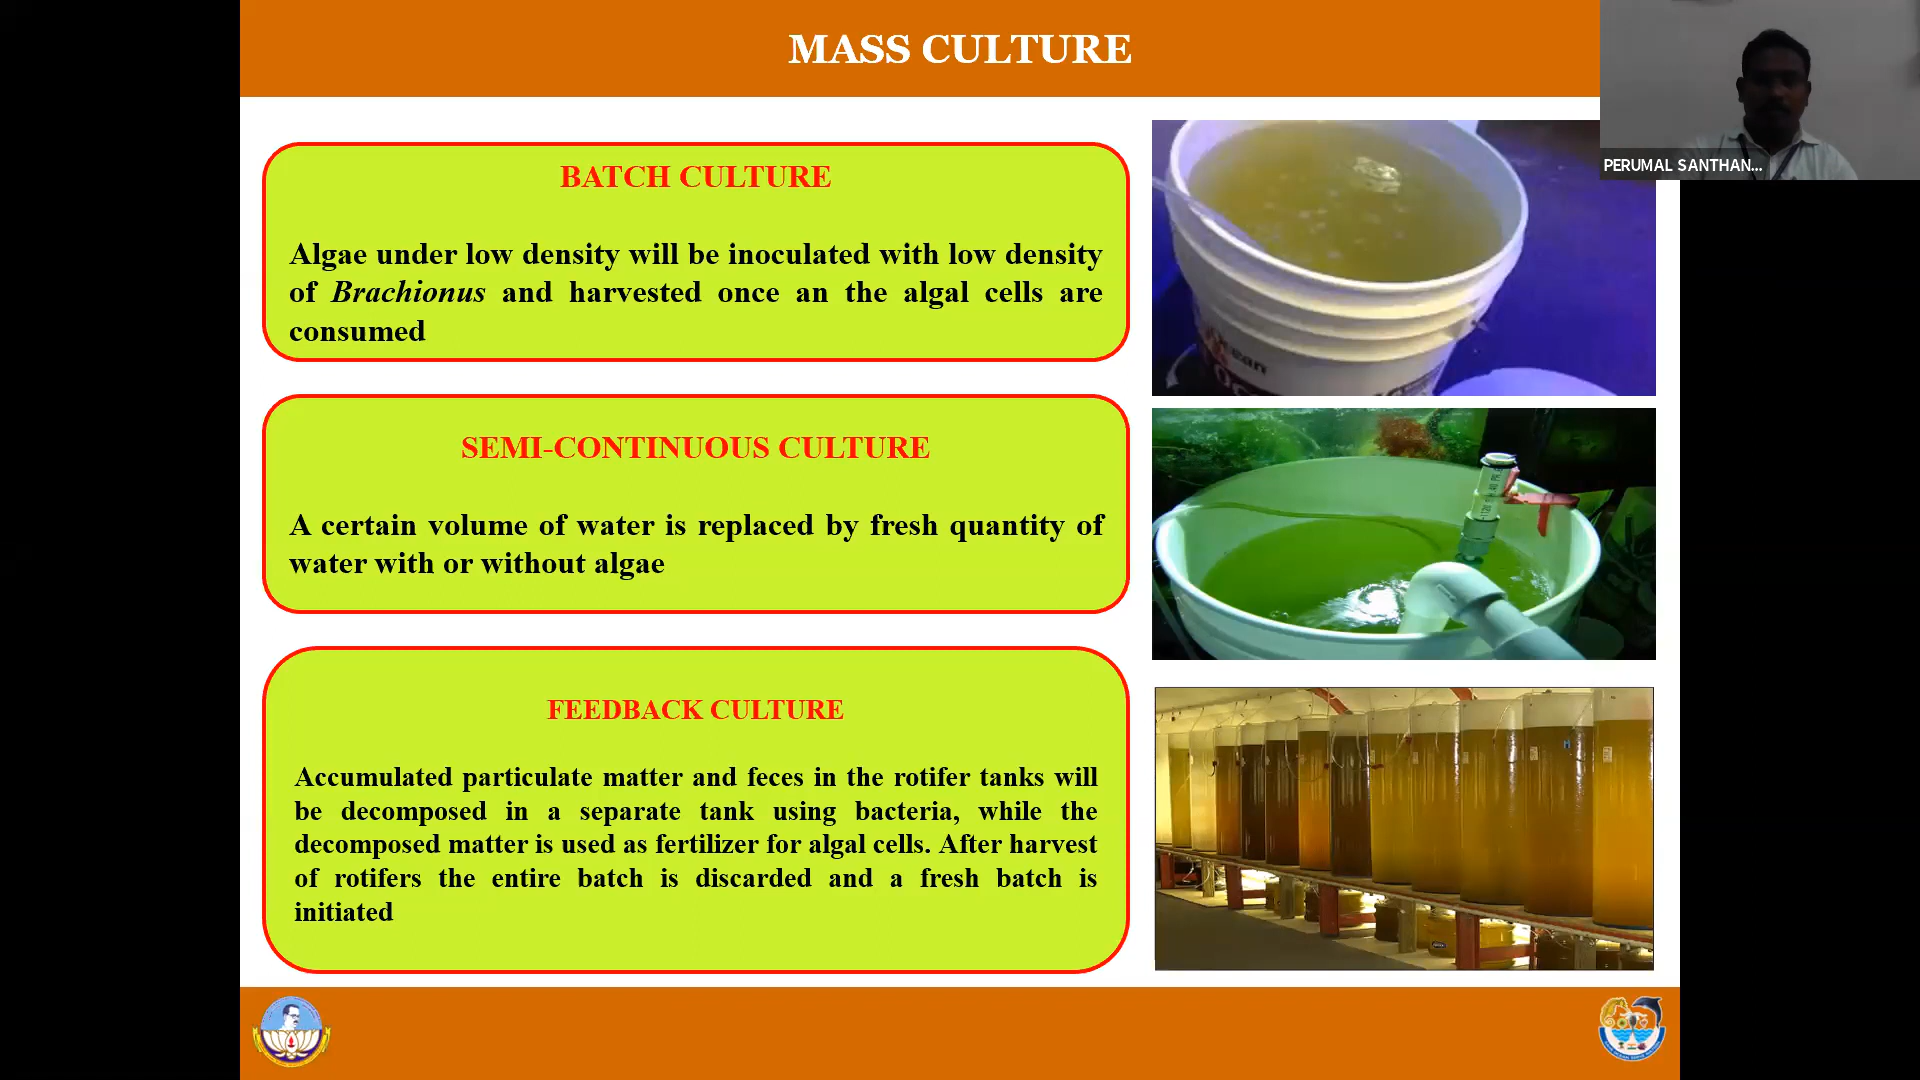 MASS CULTURE
PERUMAL SANTHAN...
BATCH CULTURE
Algae under low density will be inoculated with low density
of Brachionus and harvested once an the algal cells are
consumed
SEMI-CONTINUOUS CULTURE
A certain volume of water is replaced by fresh quantity of
water with or without algae
FEEDBACK CULTURE
Accumulated particulate matter and feces in the rotifer tanks will
be decomposed in a separate tank using bacteria, while the
decomposed matter is used as fertilizer for algal cells. After harvest
of rotifers the entire batch is discarded and a fresh batch is
initiated